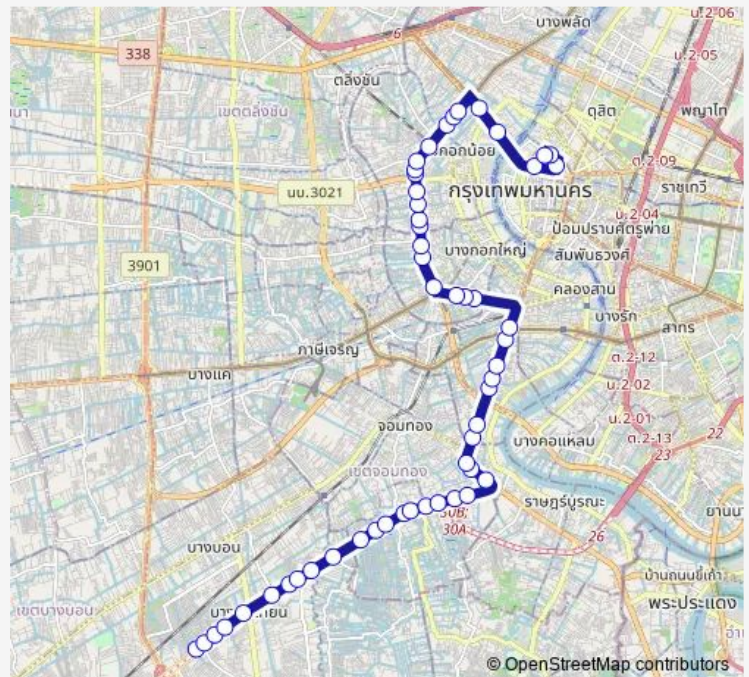 บางพลัด
น.2-06
6
338
น.2-05
ตลิ่งชัน
เขตตลิ่งชัน
ดุสิต
พญาไท
นา
ต.2-09
นบ.3021
กรุงเทพมหานคร
ราชเทวี
น.2-04
ป้อมปราบศัตรูพ่าย
บางกอกใหญ่
สัมพันธวงศ์
3901
คลองสาน
บางรัก
สาทร
ภาษีเจริญ
ต.2-12
บางแค
น.2-02
น.2-01
จอมทอง
ต.2-13
22
บางคอแหลม
23
เขตจอมทอง
ราษฎร์บูรณะ
30B;
30A
ยานนา
26
บางบอน
บ้านถนนขี้เถ้า
เขตบางบอน
พระประแดง
© OpenStreetMap contributors